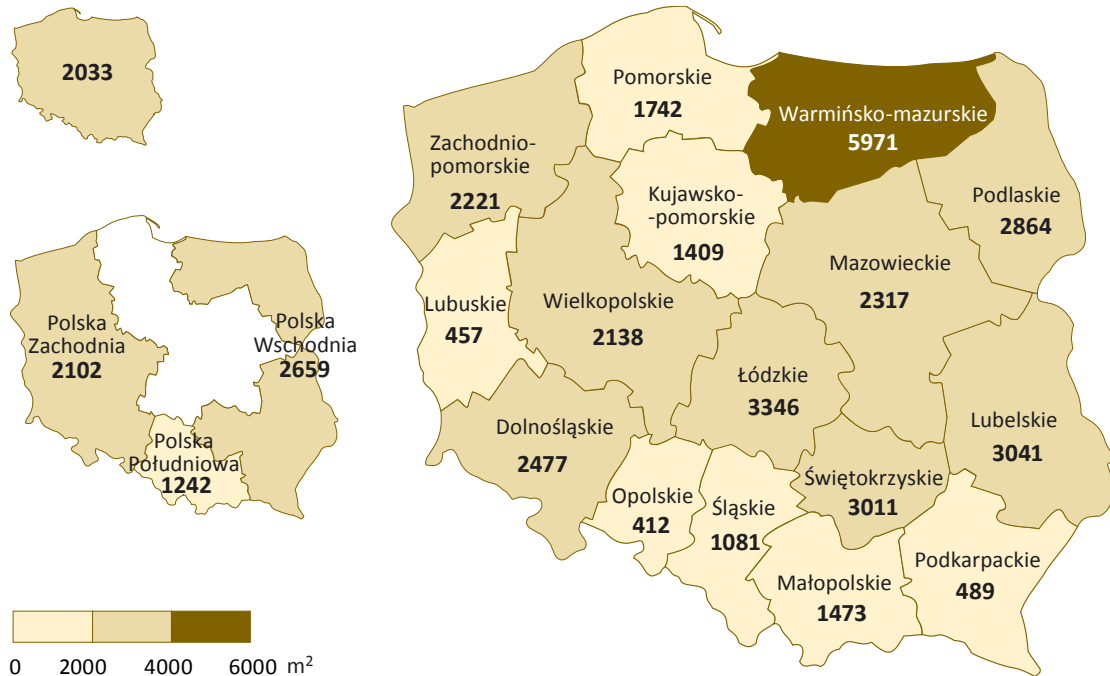 2033
Polska
Zachodnia
2102
Polska
Wschodnia
2659
Polska
Południowa
1242
0 2000 4000 6000 m²
Pomorskie
1742
Warmińsko-mazurskie
5971
Zachodnio-
pomorskie
2221
Kujawsko-
-pomorskie
1409
Podlaskie
2864
Mazowieckie
2317
Lubuskie
457
Wielkopolskie
2138
Łódzkie
3346
Lubelskie
3041
Dolnośląskie
2477
Świętokrzyskie
3011
Opolskie
412
Śląskie
1081
Małopolskie
1473
Podkarpackie
489